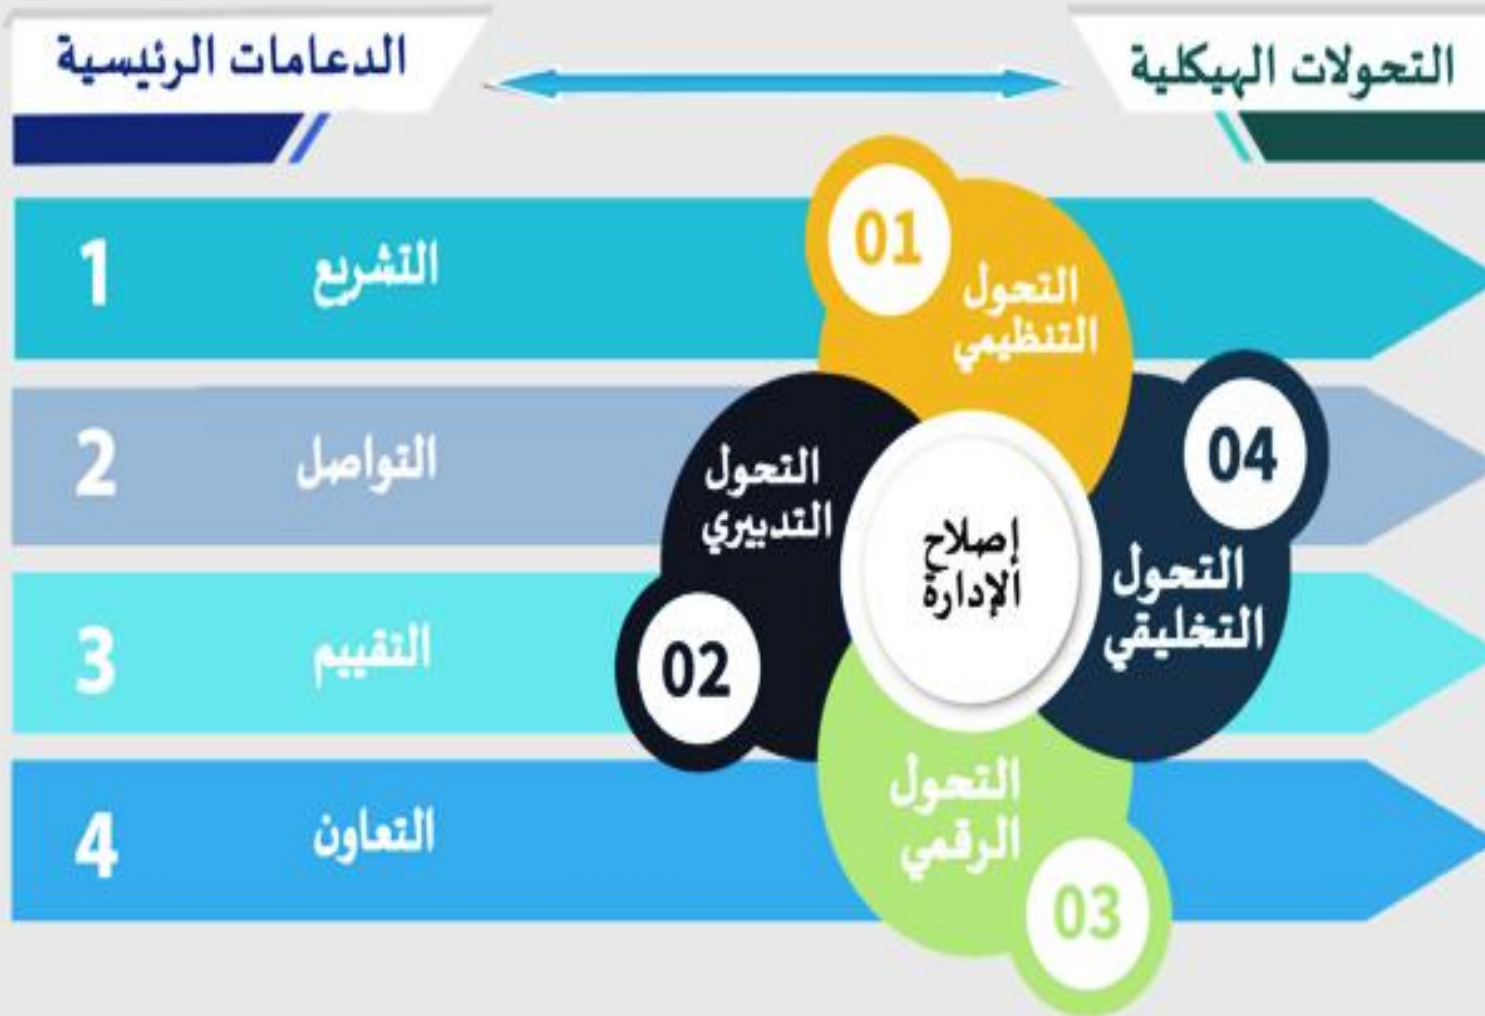 التحولات الهيكلية
الدعامات الرئيسية
1
التشريع
2
التواصل
3
التقييم
4
التعاون
01
التحول
التنظيمي
02
التحول
التدبيري
03
التحول
الرقمي
04
التحول
التخليقي
إصلاح
الإدارة